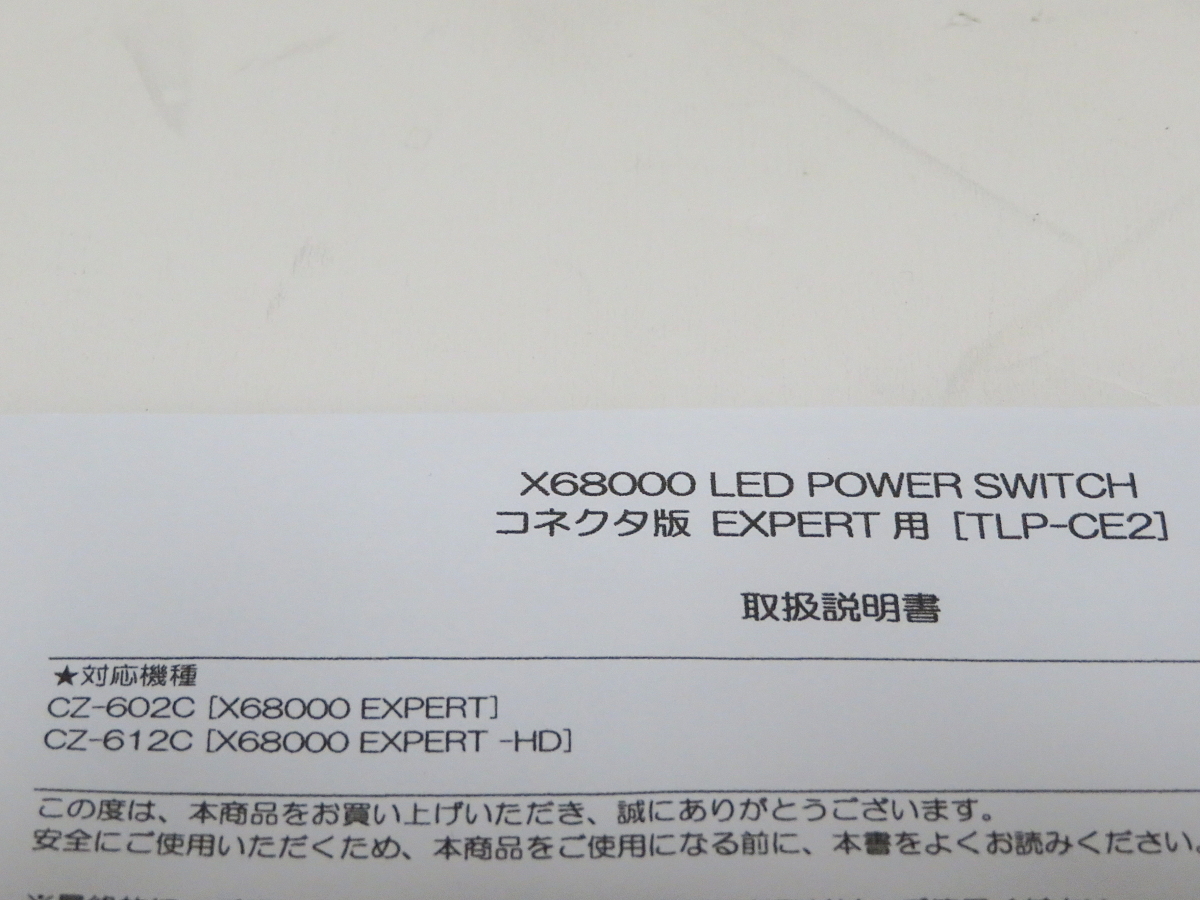 X68000 LED POWER SWITCH
コネクタ版 EXPERT 用 [TLP-CE2]
取扱説明書
★対応機種
CZ-602C [X68000 EXPERT]
CZ-612C [X68000 EXPERT -HD]
この度は、本商品をお買い上げいただき、誠にありがとうございます。
安全にご使用いただくため、本商品をご使用になる前に、本書をよくお読みください。